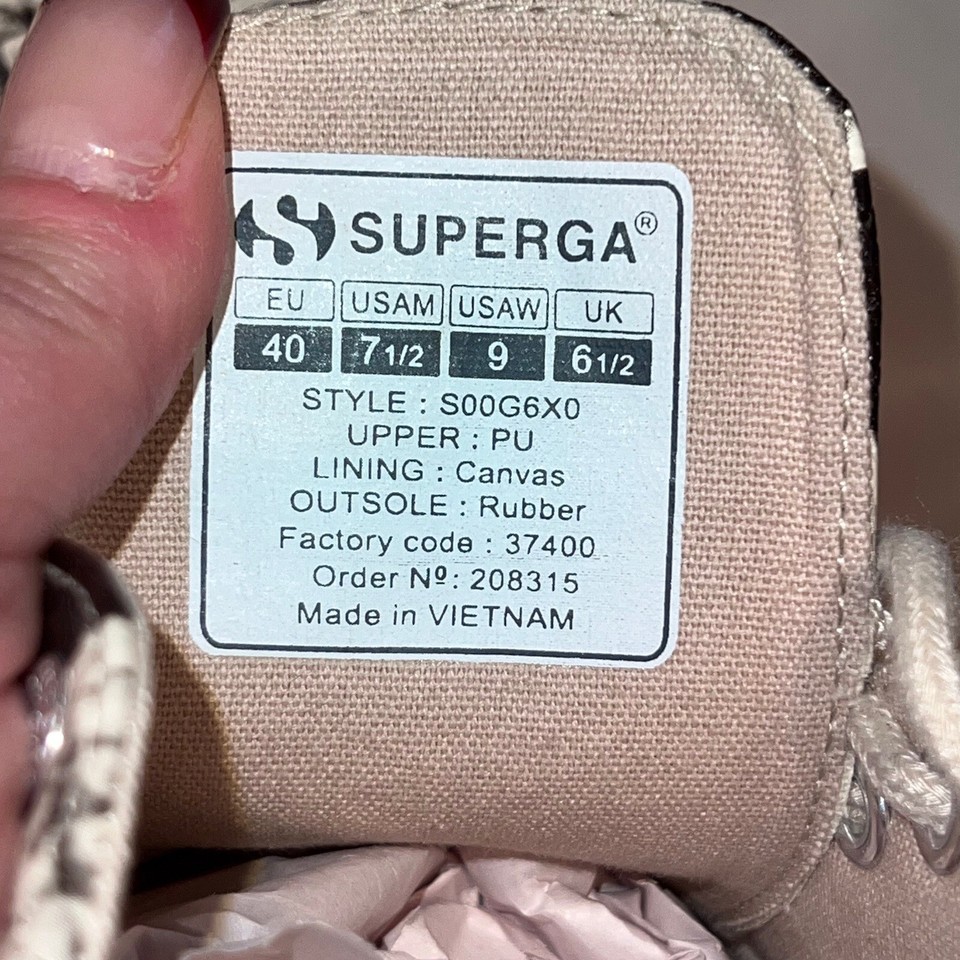 SUPERGA®
EU USAM USAW UK
40 7 1/2 9 6 1/2
STYLE : S00G6X0
UPPER : PU
LINING : Canvas
OUTSOLE : Rubber
Factory code : 37400
Order Nº: 208315
Made in VIETNAM